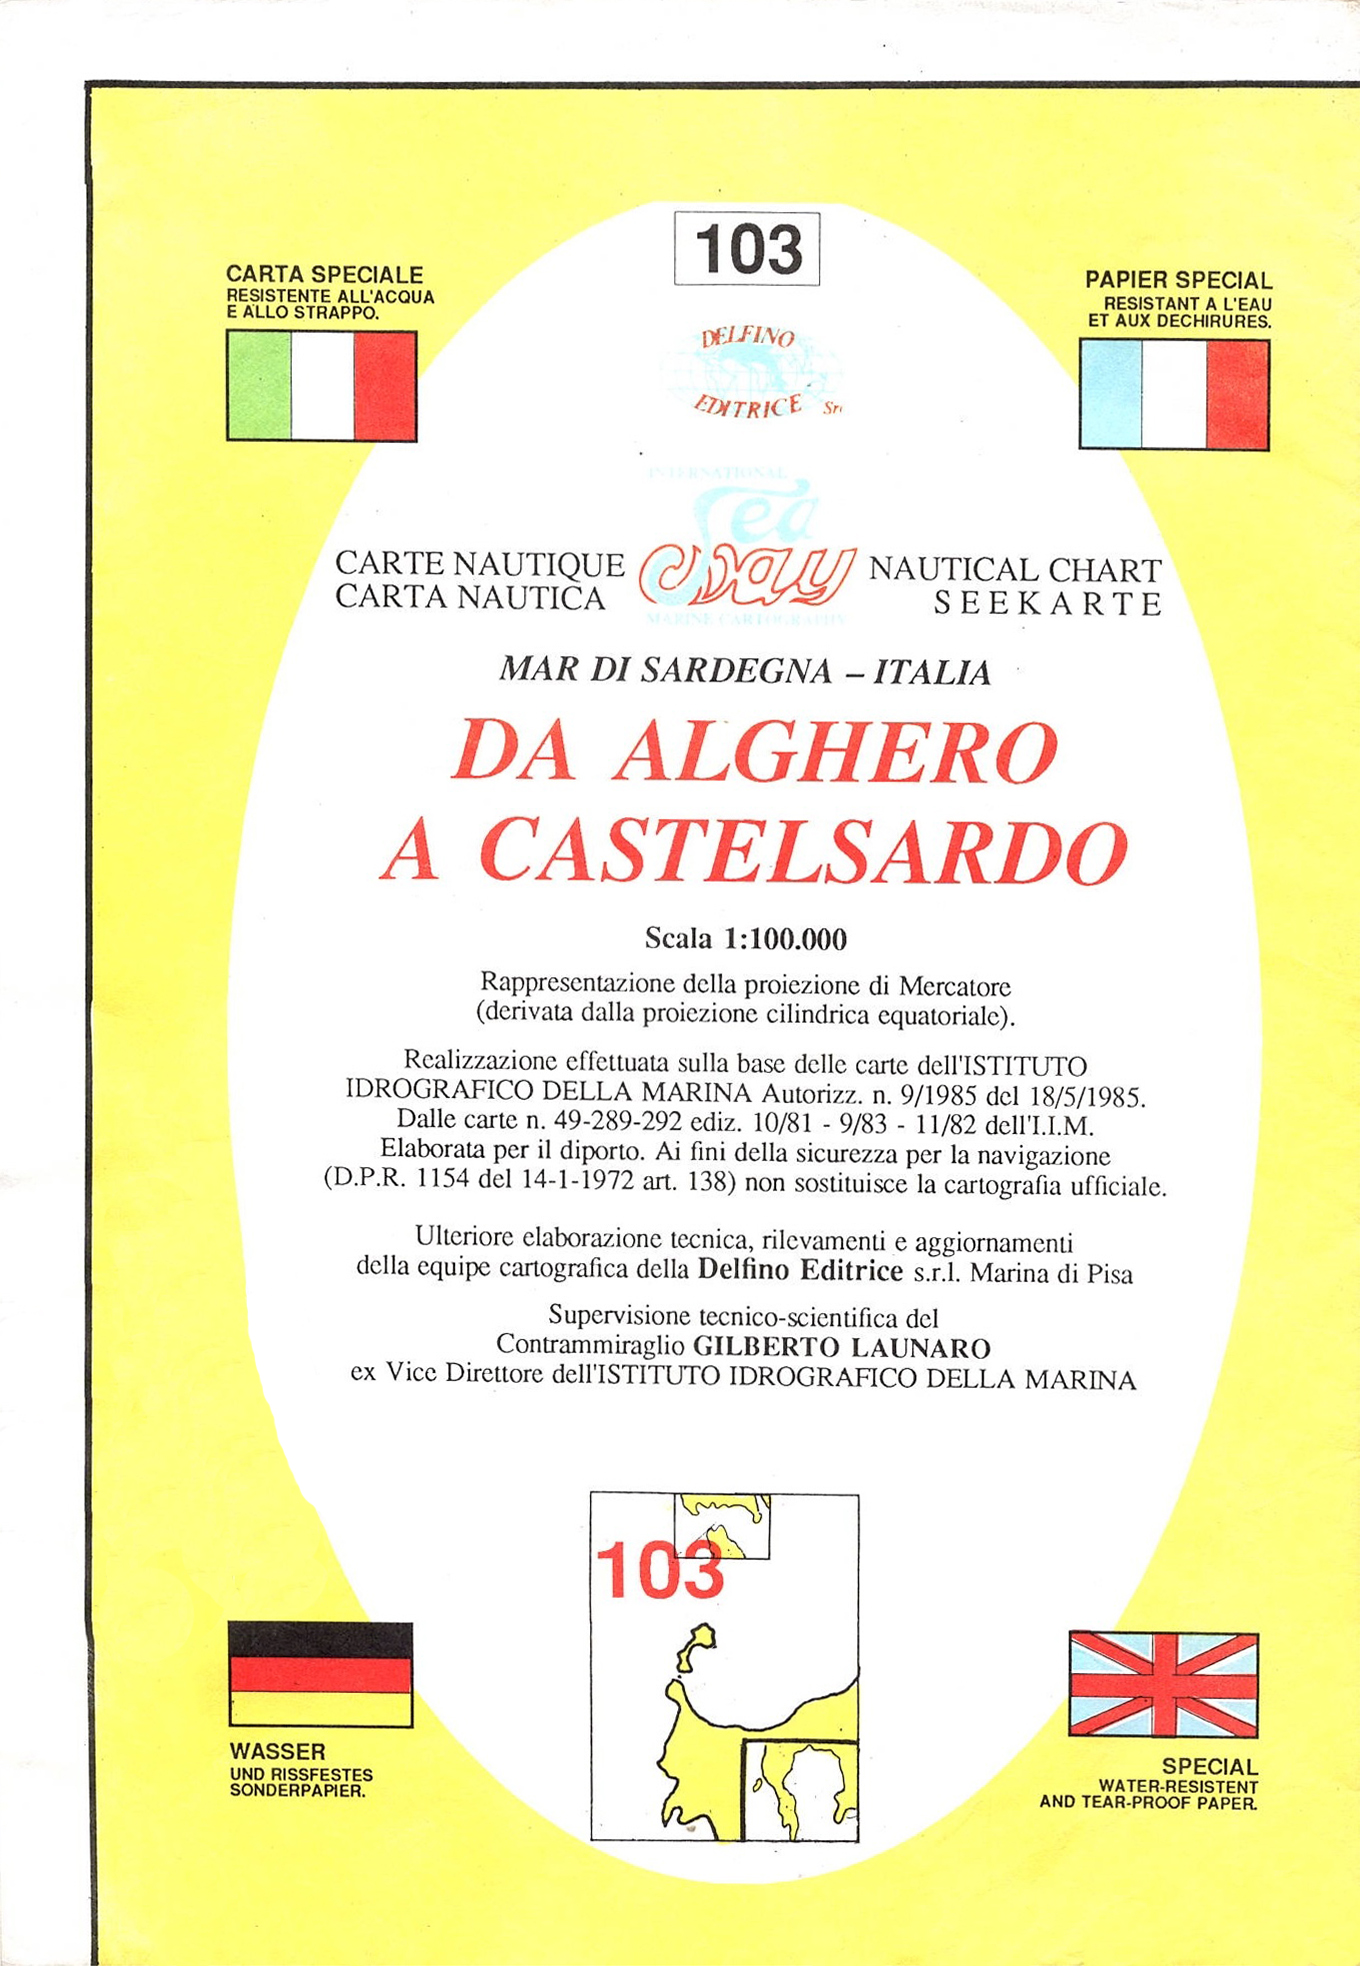 103
CARTA SPECIALE
RESISTENTE ALL'ACQUA
E ALLO STRAPPO.
PAPIER SPECIAL
RESISTANT A L'EAU
ET AUX DECHIRURES.
DELFINO
EDITRICE Srl
INTERNATIONAL
Sea
Way
MARINE CARTOGRAPHY
CARTE NAUTIQUE
CARTA NAUTICA
NAUTICAL CHART
SEEKARTE
MAR DI SARDEGNA – ITALIA
DA ALGHERO
A CASTELSARDO
Scala 1:100.000
Rappresentazione della proiezione di Mercatore
(derivata dalla proiezione cilindrica equatoriale).
Realizzazione effettuata sulla base delle carte dell'ISTITUTO
IDROGRAFICO DELLA MARINA Autorizz. n. 9/1985 del 18/5/1985.
Dalle carte n. 49-289-292 ediz. 10/81 - 9/83 - 11/82 dell'I.I.M.
Elaborata per il diporto. Ai fini della sicurezza per la navigazione
(D.P.R. 1154 del 14-1-1972 art. 138) non sostituisce la cartografia ufficiale.
Ulteriore elaborazione tecnica, rilevamenti e aggiornamenti
della equipe cartografica della Delfino Editrice s.r.l. Marina di Pisa
Supervisione tecnico-scientifica del
Contrammiraglio GILBERTO LAUNARO
ex Vice Direttore dell'ISTITUTO IDROGRAFICO DELLA MARINA
103
WASSER
UND RISSFESTES
SONDERPAPIER.
SPECIAL
WATER-RESISTENT
AND TEAR-PROOF PAPER.